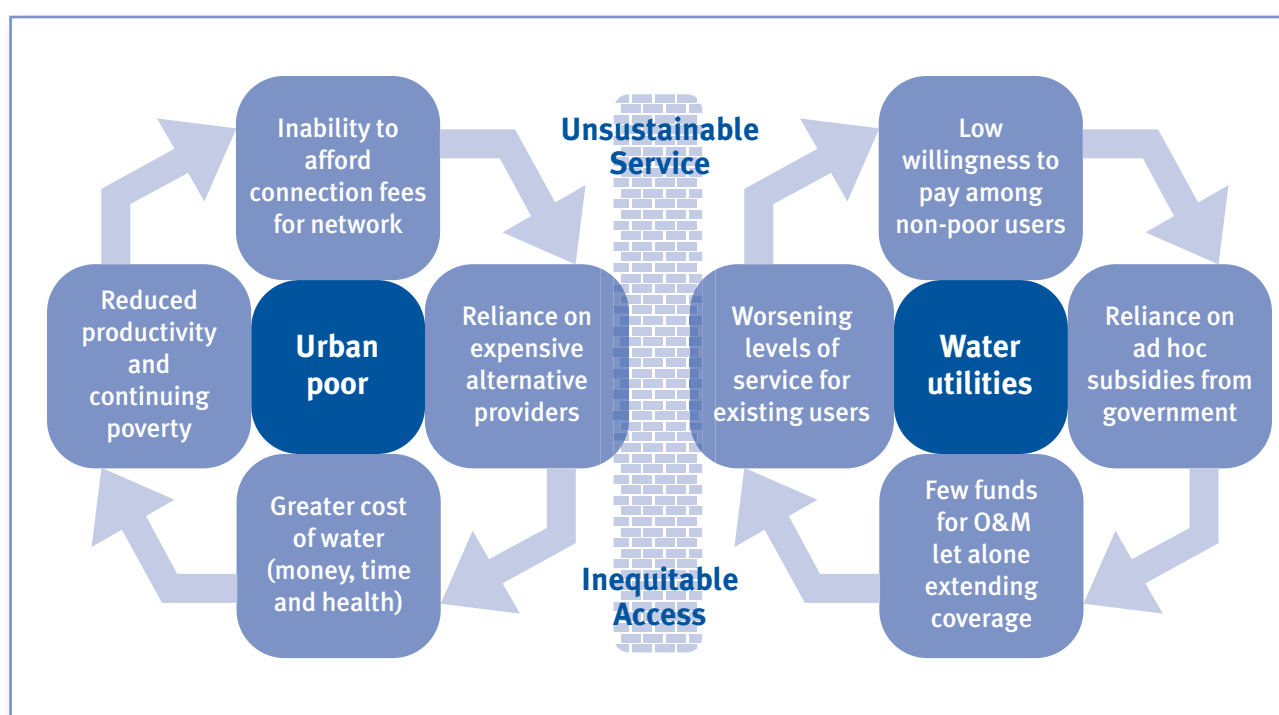 Inability to
afford
connection fees
for network
Reduced
productivity
and
continuing
poverty
Urban
poor
Reliance on
expensive
alternative
providers
Greater cost
of water
(money, time
and health)
Unsustainable
Service
Inequitable
Access
Low
willingness to
pay among
non-poor users
Worsening
levels of
service for
existing users
Water
utilities
Reliance on
ad hoc
subsidies from
government
Few funds
for O&M
let alone
extending
coverage